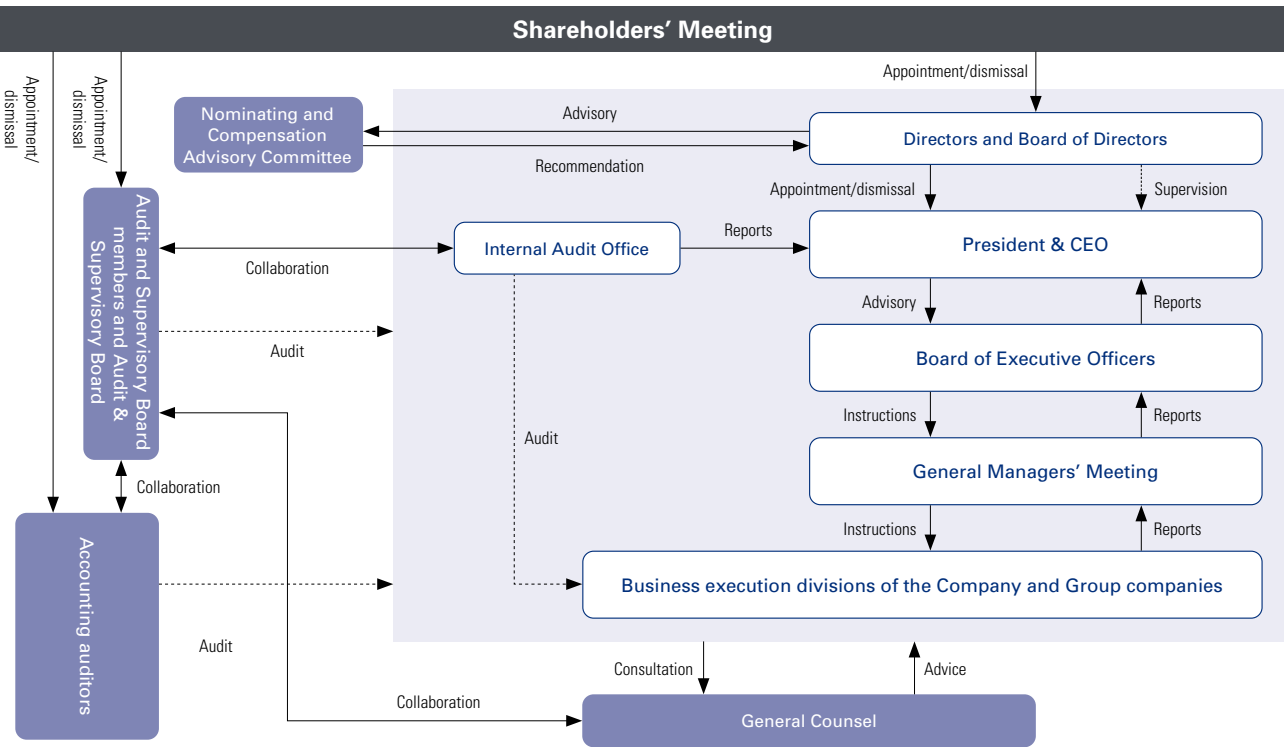 Shareholders' Meeting
Appointment/
dismissal
Appointment/
dismissal
Appointment/dismissal
Nominating and
Compensation
Advisory Committee
Advisory
Recommendation
Directors and Board of Directors
Appointment/dismissal
Supervision
Audit and Supervisory Board
members and Audit &
Supervisory Board
Collaboration
Internal Audit Office
Reports
President & CEO
Advisory
Reports
Audit
Board of Executive Officers
Instructions
Reports
Audit
General Managers' Meeting
Collaboration
Instructions
Reports
Accounting auditors
Business execution divisions of the Company and Group companies
Audit
Consultation
Advice
Collaboration
General Counsel